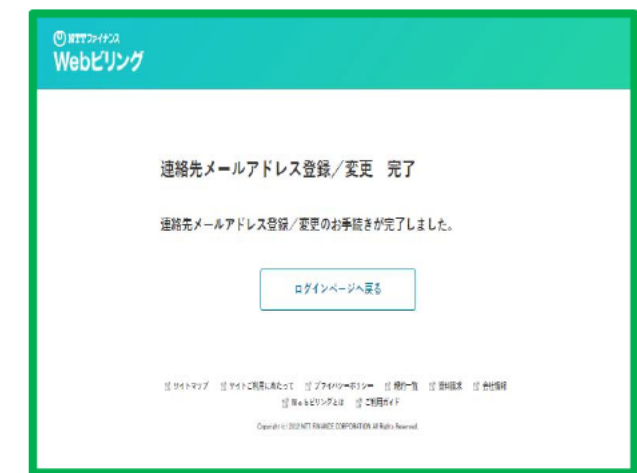 NTTファイナンス
Webビリング
連絡先メールアドレス登録／変更　完了
連絡先メールアドレス登録／変更のお手続きが完了しました。
ログインページへ戻る
サイトマップ　サイトご利用にあたって　プライバシーポリシー　規約一覧　資料請求　会社情報
Webビリングとは　ご利用ガイド
Copyright (c) 2012 NTT FINANCE CORPORATION All Rights Reserved.